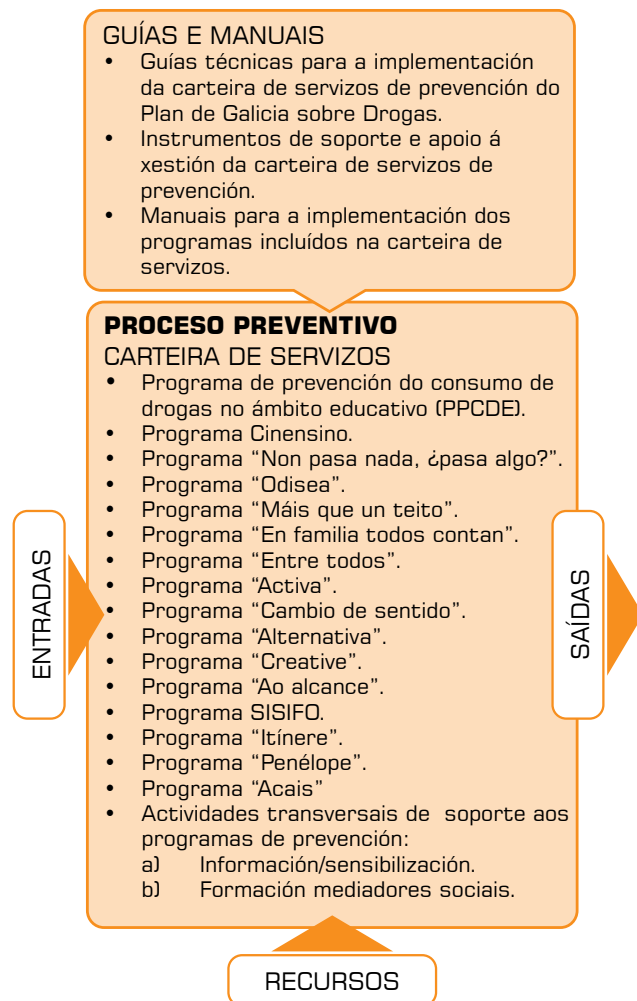 GUÍAS E MANUAIS
• Guías técnicas para a implementación
da carteira de servizos de prevención do
Plan de Galicia sobre Drogas.
• Instrumentos de soporte e apoio á
xestión da carteira de servizos de
prevención.
• Manuais para a implementación dos
programas incluídos na carteira de
servizos.
PROCESO PREVENTIVO
CARTEIRA DE SERVIZOS
• Programa de prevención do consumo de
drogas no ámbito educativo (PPCDE).
• Programa Cinensino.
• Programa “Non pasa nada, ¿pasa algo?”.
• Programa “Odisea”.
• Programa “Máis que un teito”.
• Programa “En familia todos contan”.
• Programa “Entre todos”.
• Programa “Activa”.
• Programa “Cambio de sentido”.
• Programa “Alternativa”.
• Programa “Creative”.
• Programa “Ao alcance”.
• Programa SISIFO.
• Programa “Itínere”.
• Programa “Penélope”.
• Programa “Acais”
• Actividades transversais de soporte aos
programas de prevención:
a) Información/sensibilización.
b) Formación mediadores sociais.
ENTRADAS
SAÍDAS
RECURSOS